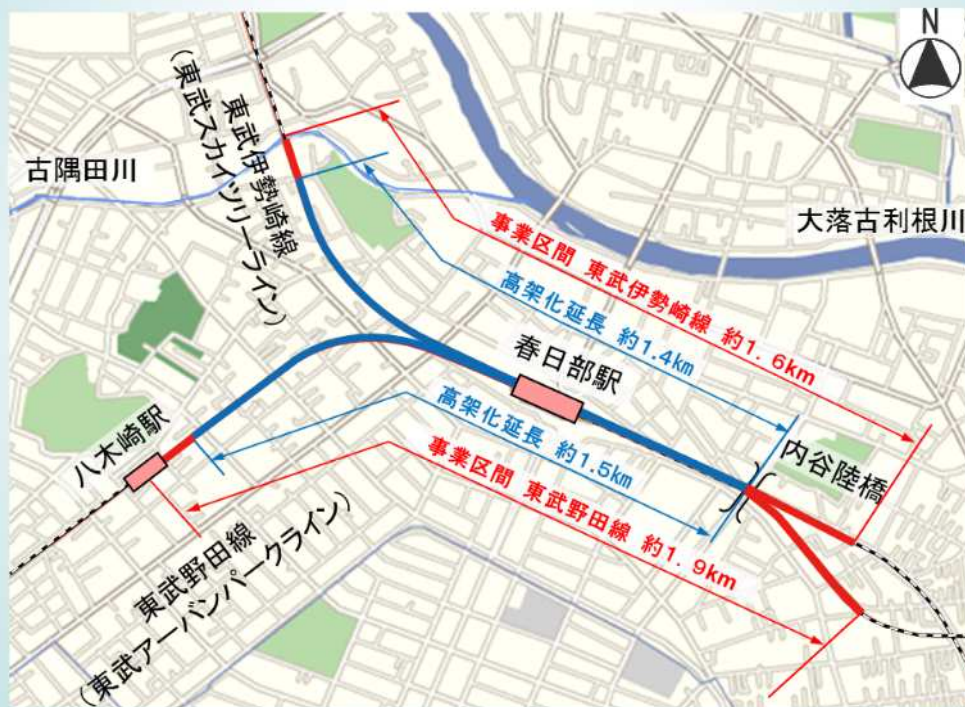 N
古隅田川
東武伊勢崎線
(東武スカイツリーライン)
大落古利根川
事業区間 東武伊勢崎線 約1.6km
高架化延長 約1.4km
春日部駅
高架化延長 約1.5km
事業区間 東武野田線 約1.9km
八木崎駅
内谷陸橋
東武野田線
(東武アーバンパークライン)